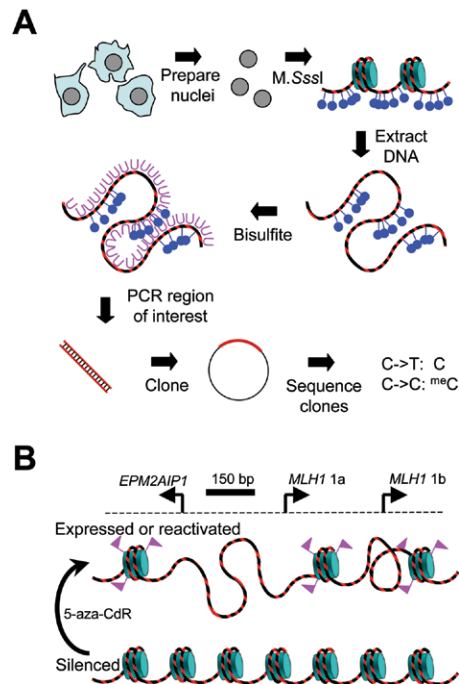 A
Prepare
nuclei
M.SssI
Extract
DNA
Bisulfite
PCR region
of interest
Clone
Sequence
clones
C->T: C
C->C: meC
B
EPM2AIP1
150 bp
MLH1 1a
MLH1 1b
Expressed or reactivated
5-aza-CdR
Silenced